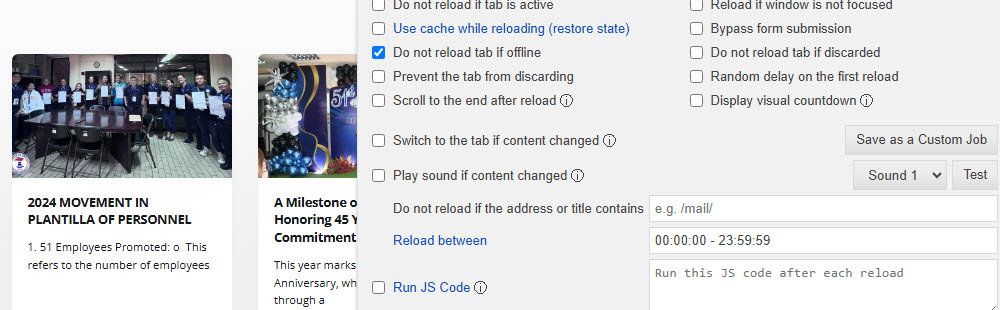 Do not reload if tab is active
Reload if window is not focused
Use cache while reloading (restore state)
Bypass form submission
Do not reload tab if offline
Do not reload tab if discarded
Prevent the tab from discarding
Random delay on the first reload
Scroll to the end after reload
Display visual countdown
Switch to the tab if content changed
Save as a Custom Job
Play sound if content changed
Sound 1
Test
Do not reload if the address or title contains
e.g. /mail/
Reload between
00:00:00 - 23:59:59
Run JS Code
Run this JS code after each reload
2024 MOVEMENT IN
PLANTILLA OF PERSONNEL
1. 51 Employees Promoted: o This
refers to the number of employees
51st
A Milestone o
Honoring 45 Y
Commitment
This year marks
Anniversary, wh
through a